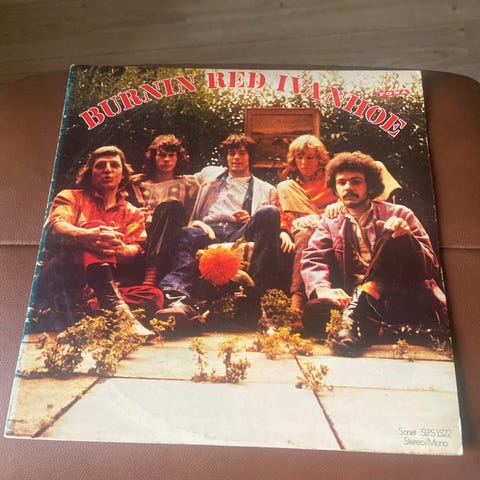 BURNIN RED IVANHOE
Sonet SLPS 1522
Stereo/Mono